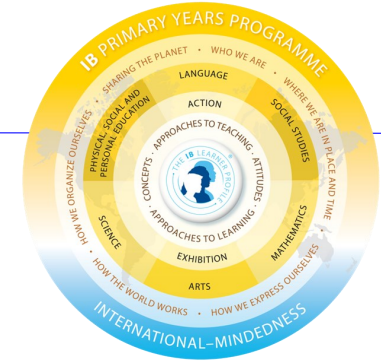 IB PRIMARY YEARS PROGRAMME
SHARING THE PLANET • WHO WE ARE • WHERE WE ARE IN PLACE AND TIME
• HOW WE EXPRESS OURSELVES
• HOW THE WORLD WORKS
• HOW WE ORGANIZE OURSELVES •
LANGUAGE
SOCIAL STUDIES
MATHEMATICS
ARTS
SCIENCE
PHYSICAL, SOCIAL AND
PERSONAL EDUCATION
ACTION
EXHIBITION
APPROACHES TO TEACHING
· ATTITUDES ·
APPROACHES TO LEARNING
· CONCEPTS ·
THE IB LEARNER PROFILE
INTERNATIONAL–MINDEDNESS